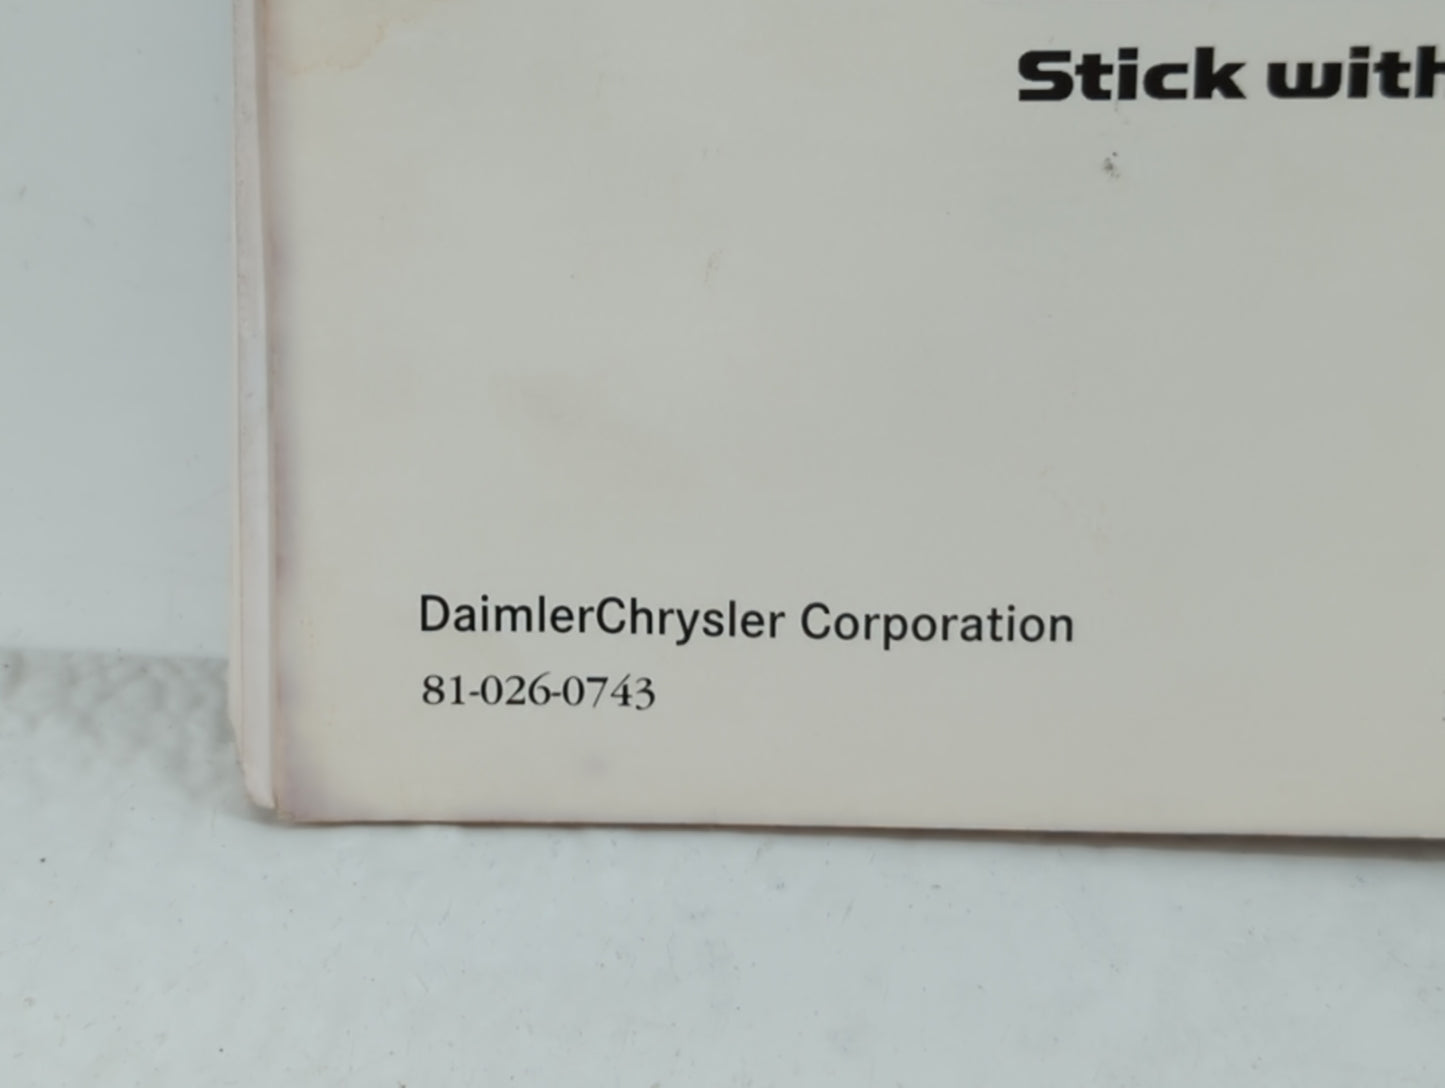 Stick with
DaimlerChrysler Corporation
81-026-0743